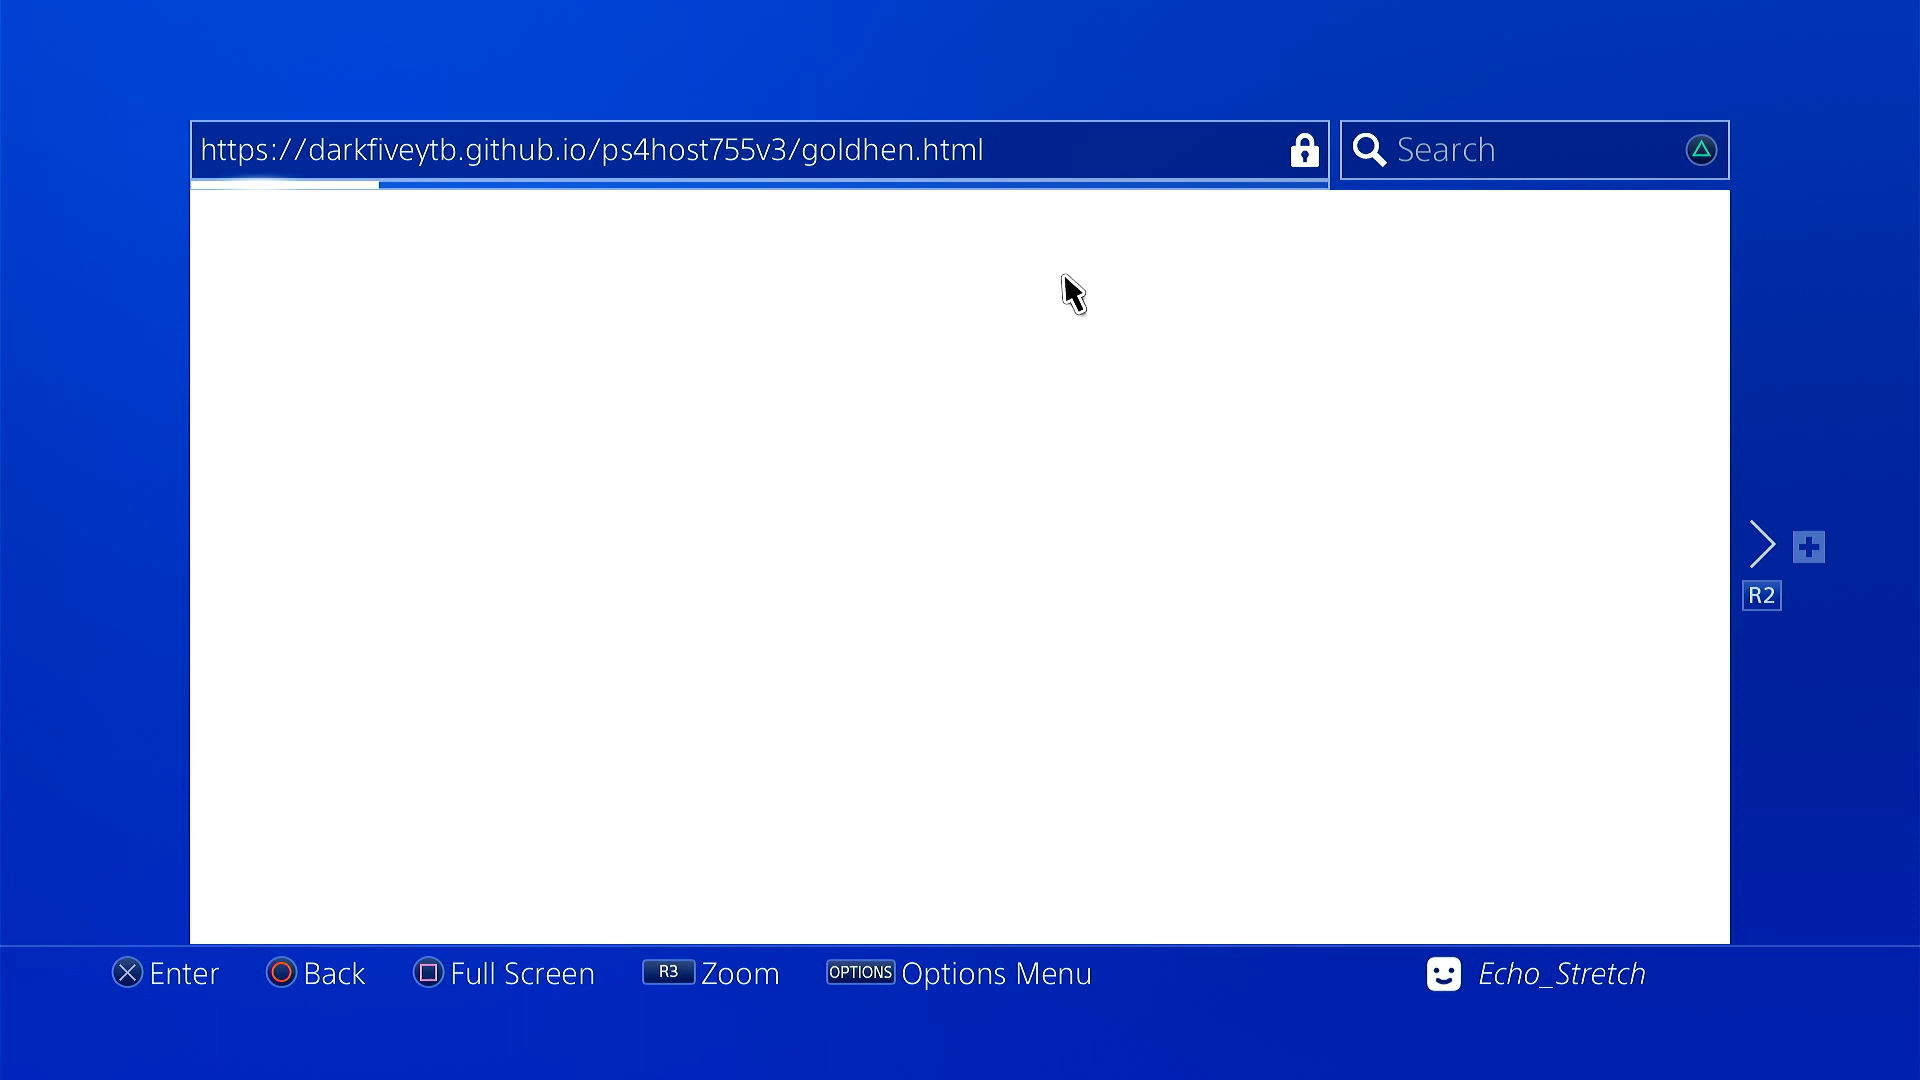 https://darkfiveytb.github.io/ps4host755v3/goldhen.html
Search
R2
Enter
Back
Full Screen
R3 Zoom
OPTIONS Options Menu
Echo_Stretch